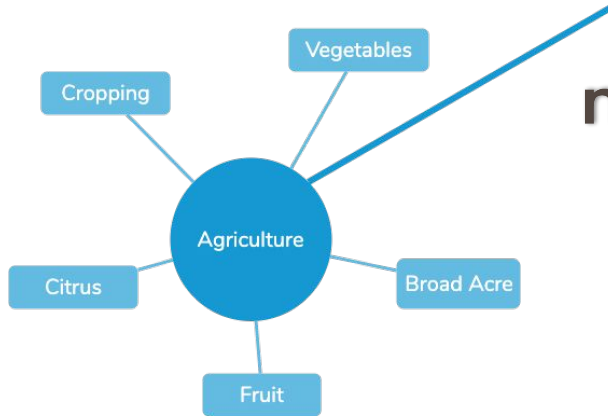 Vegetables
Cropping
Agriculture
Citrus
Broad Acre
Fruit